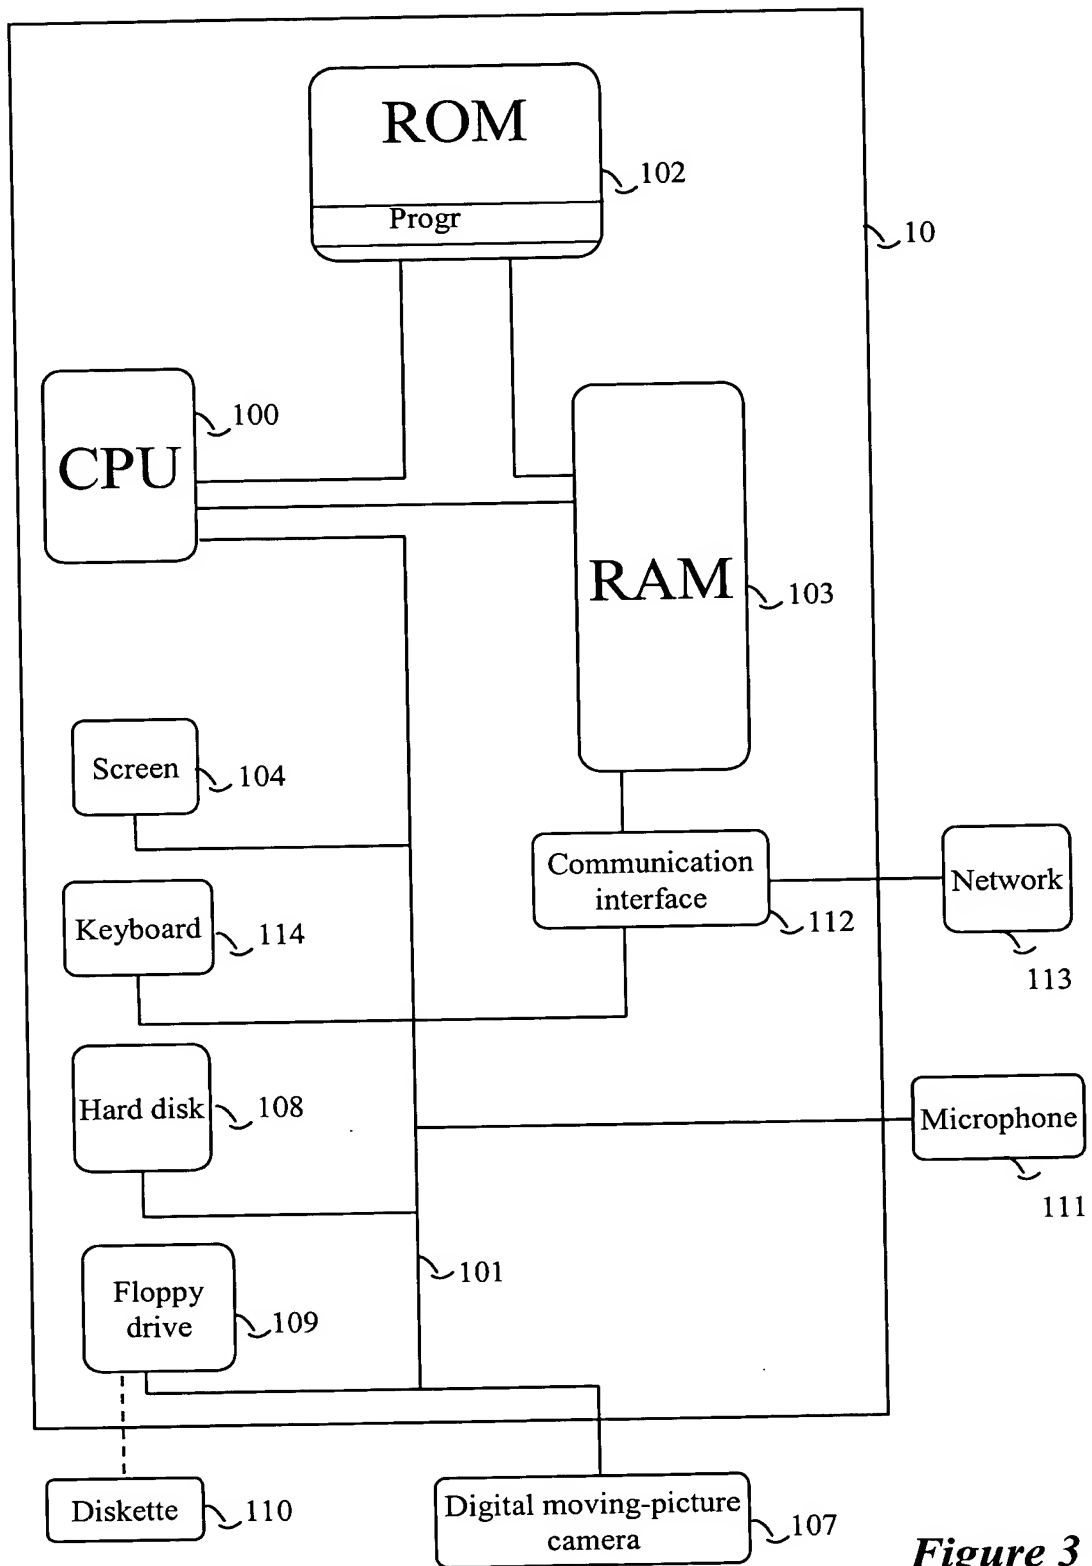 ROM
102
Progr
10
100
CPU
RAM
103
Screen
104
Communication
interface
112
Network
113
Keyboard
114
Hard disk
108
Microphone
111
101
Floppy
drive
109
Diskette
110
Digital moving-picture
camera
107
Figure 3